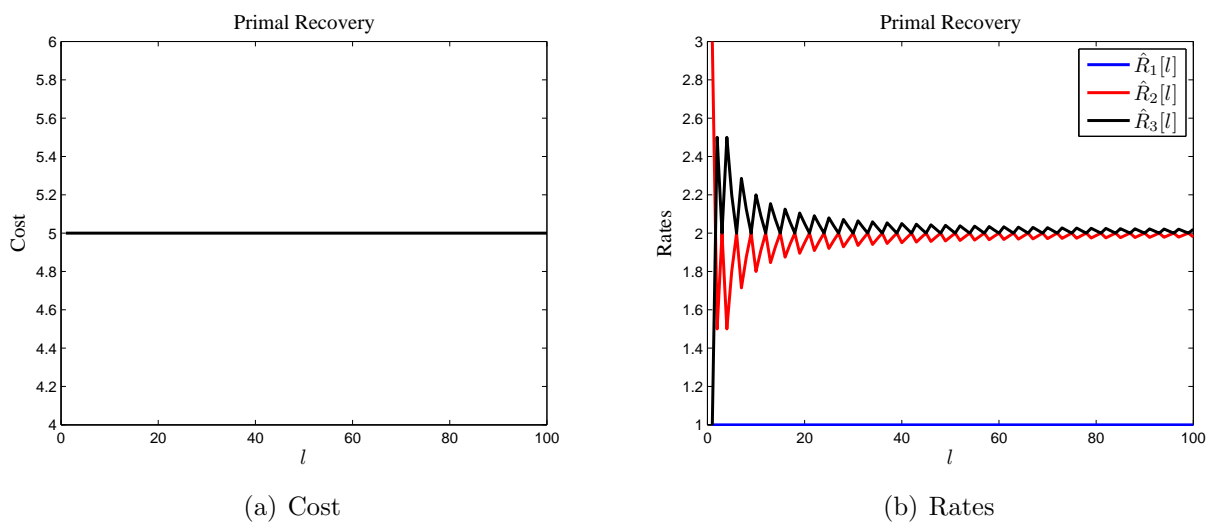 Primal Recovery
6
5.8
5.6
5.4
5.2
5
4.8
4.6
4.4
4.2
4
Cost
0 20 40 60 80 100
l
(a) Cost
Primal Recovery
3
2.8
2.6
2.4
2.2
2
1.8
1.6
1.4
1.2
1
Rates
R̂₁[l]
R̂₂[l]
R̂₃[l]
0 20 40 60 80 100
l
(b) Rates